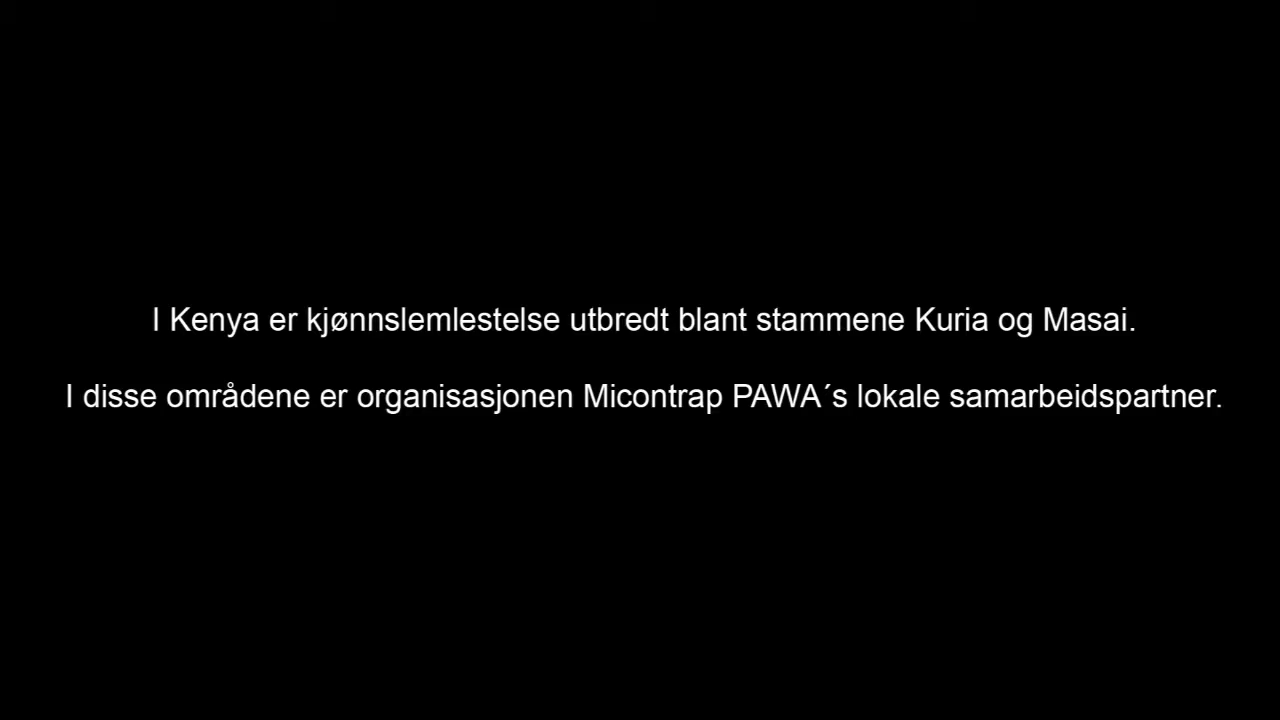 I Kenya er kjønnslemlestelse utbredt blant stammene Kuria og Masai.
I disse områdene er organisasjonen Micontrap PAWA´s lokale samarbeidspartner.